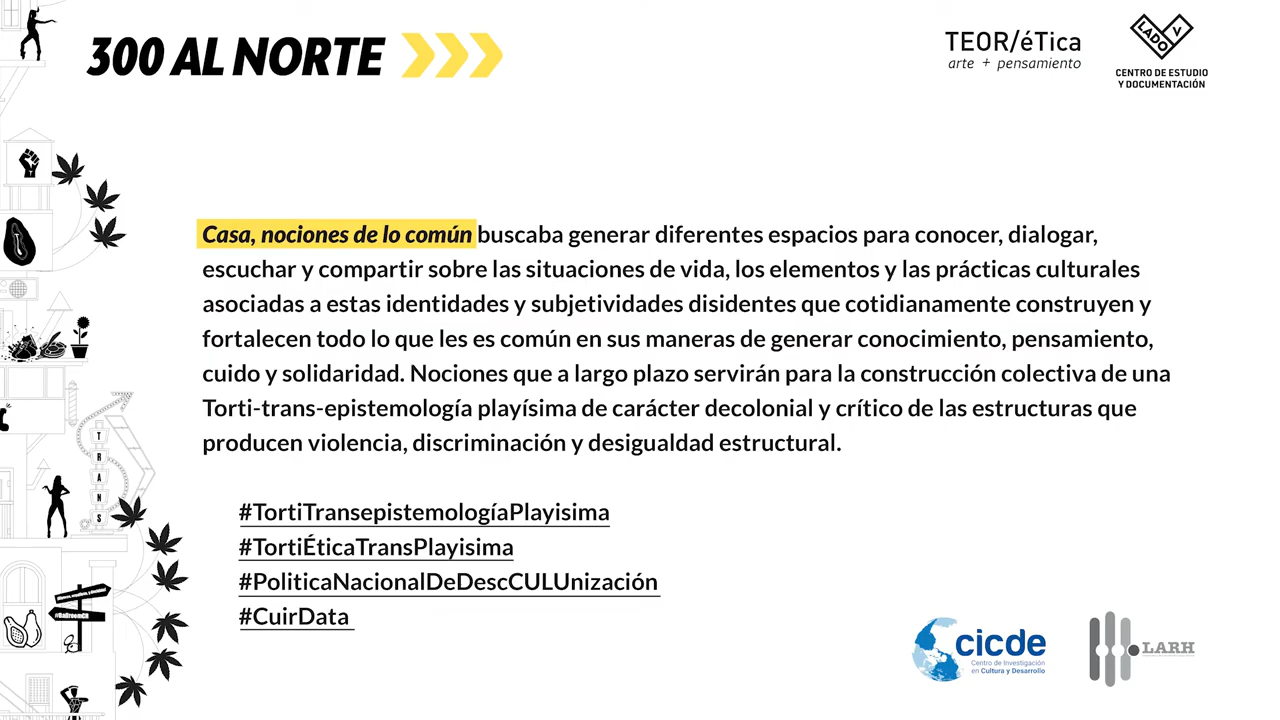 300 AL NORTE
TEOR/éTica
arte + pensamiento
LADO V
CENTRO DE ESTUDIO
Y DOCUMENTACIÓN
Casa, nociones de lo común buscaba generar diferentes espacios para conocer, dialogar,
escuchar y compartir sobre las situaciones de vida, los elementos y las prácticas culturales
asociadas a estas identidades y subjetividades disidentes que cotidianamente construyen y
fortalecen todo lo que les es común en sus maneras de generar conocimiento, pensamiento,
cuido y solidaridad. Nociones que a largo plazo servirán para la construcción colectiva de una
Torti-trans-epistemología playísima de carácter decolonial y crítico de las estructuras que
producen violencia, discriminación y desigualdad estructural.
TRANS
#TortiTransepistemologíaPlayisima
#TortiÉticaTransPlayisima
#PoliticaNacionalDeDescCULUnización
#CuirData
cicde
Centro de Investigación
en Cultura y Desarrollo
LARH